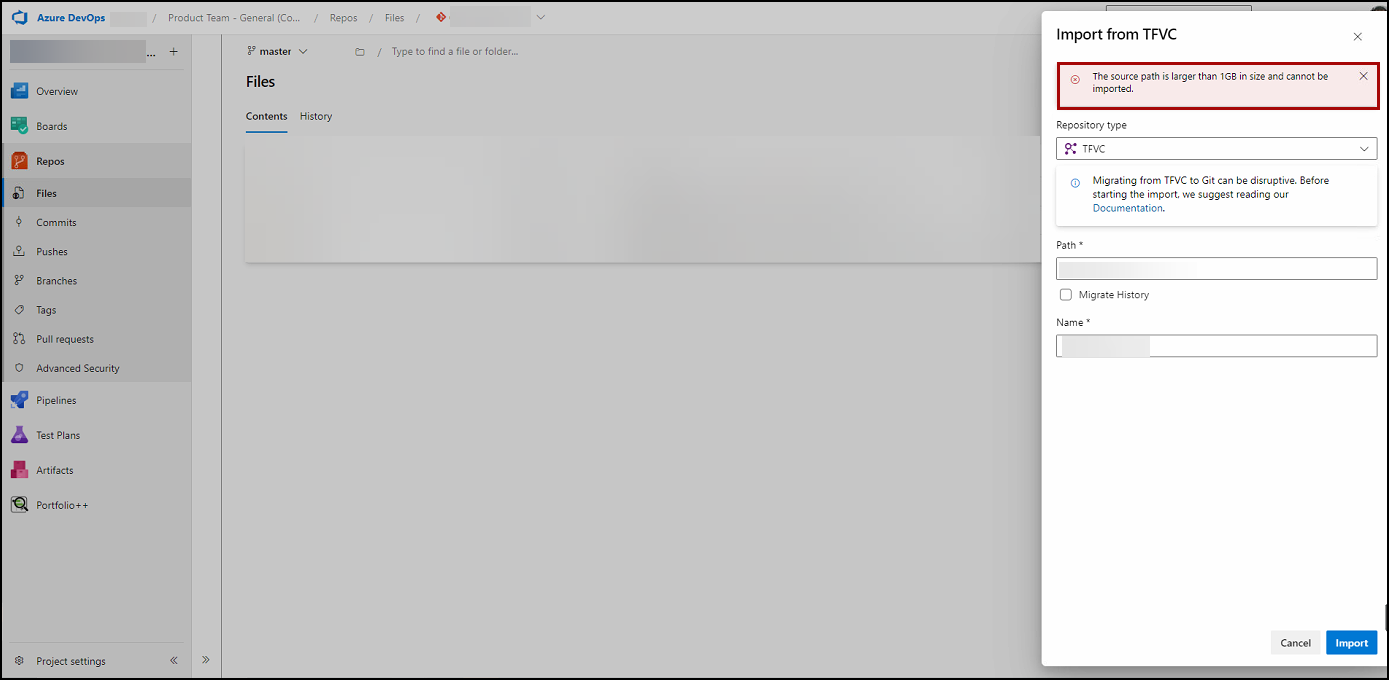 Azure DevOps / Product Team - General (Co... / Repos / Files /
...
Overview
Boards
Repos
Files
Commits
Pushes
Branches
Tags
Pull requests
Advanced Security
Pipelines
Test Plans
Artifacts
Portfolio++
Project settings
master / Type to find a file or folder...
Files
Contents History
Import from TFVC
The source path is larger than 1GB in size and cannot be
imported.
Repository type
TFVC
Migrating from TFVC to Git can be disruptive. Before
starting the import, we suggest reading our
Documentation.
Path *
Migrate History
Name *
Cancel Import